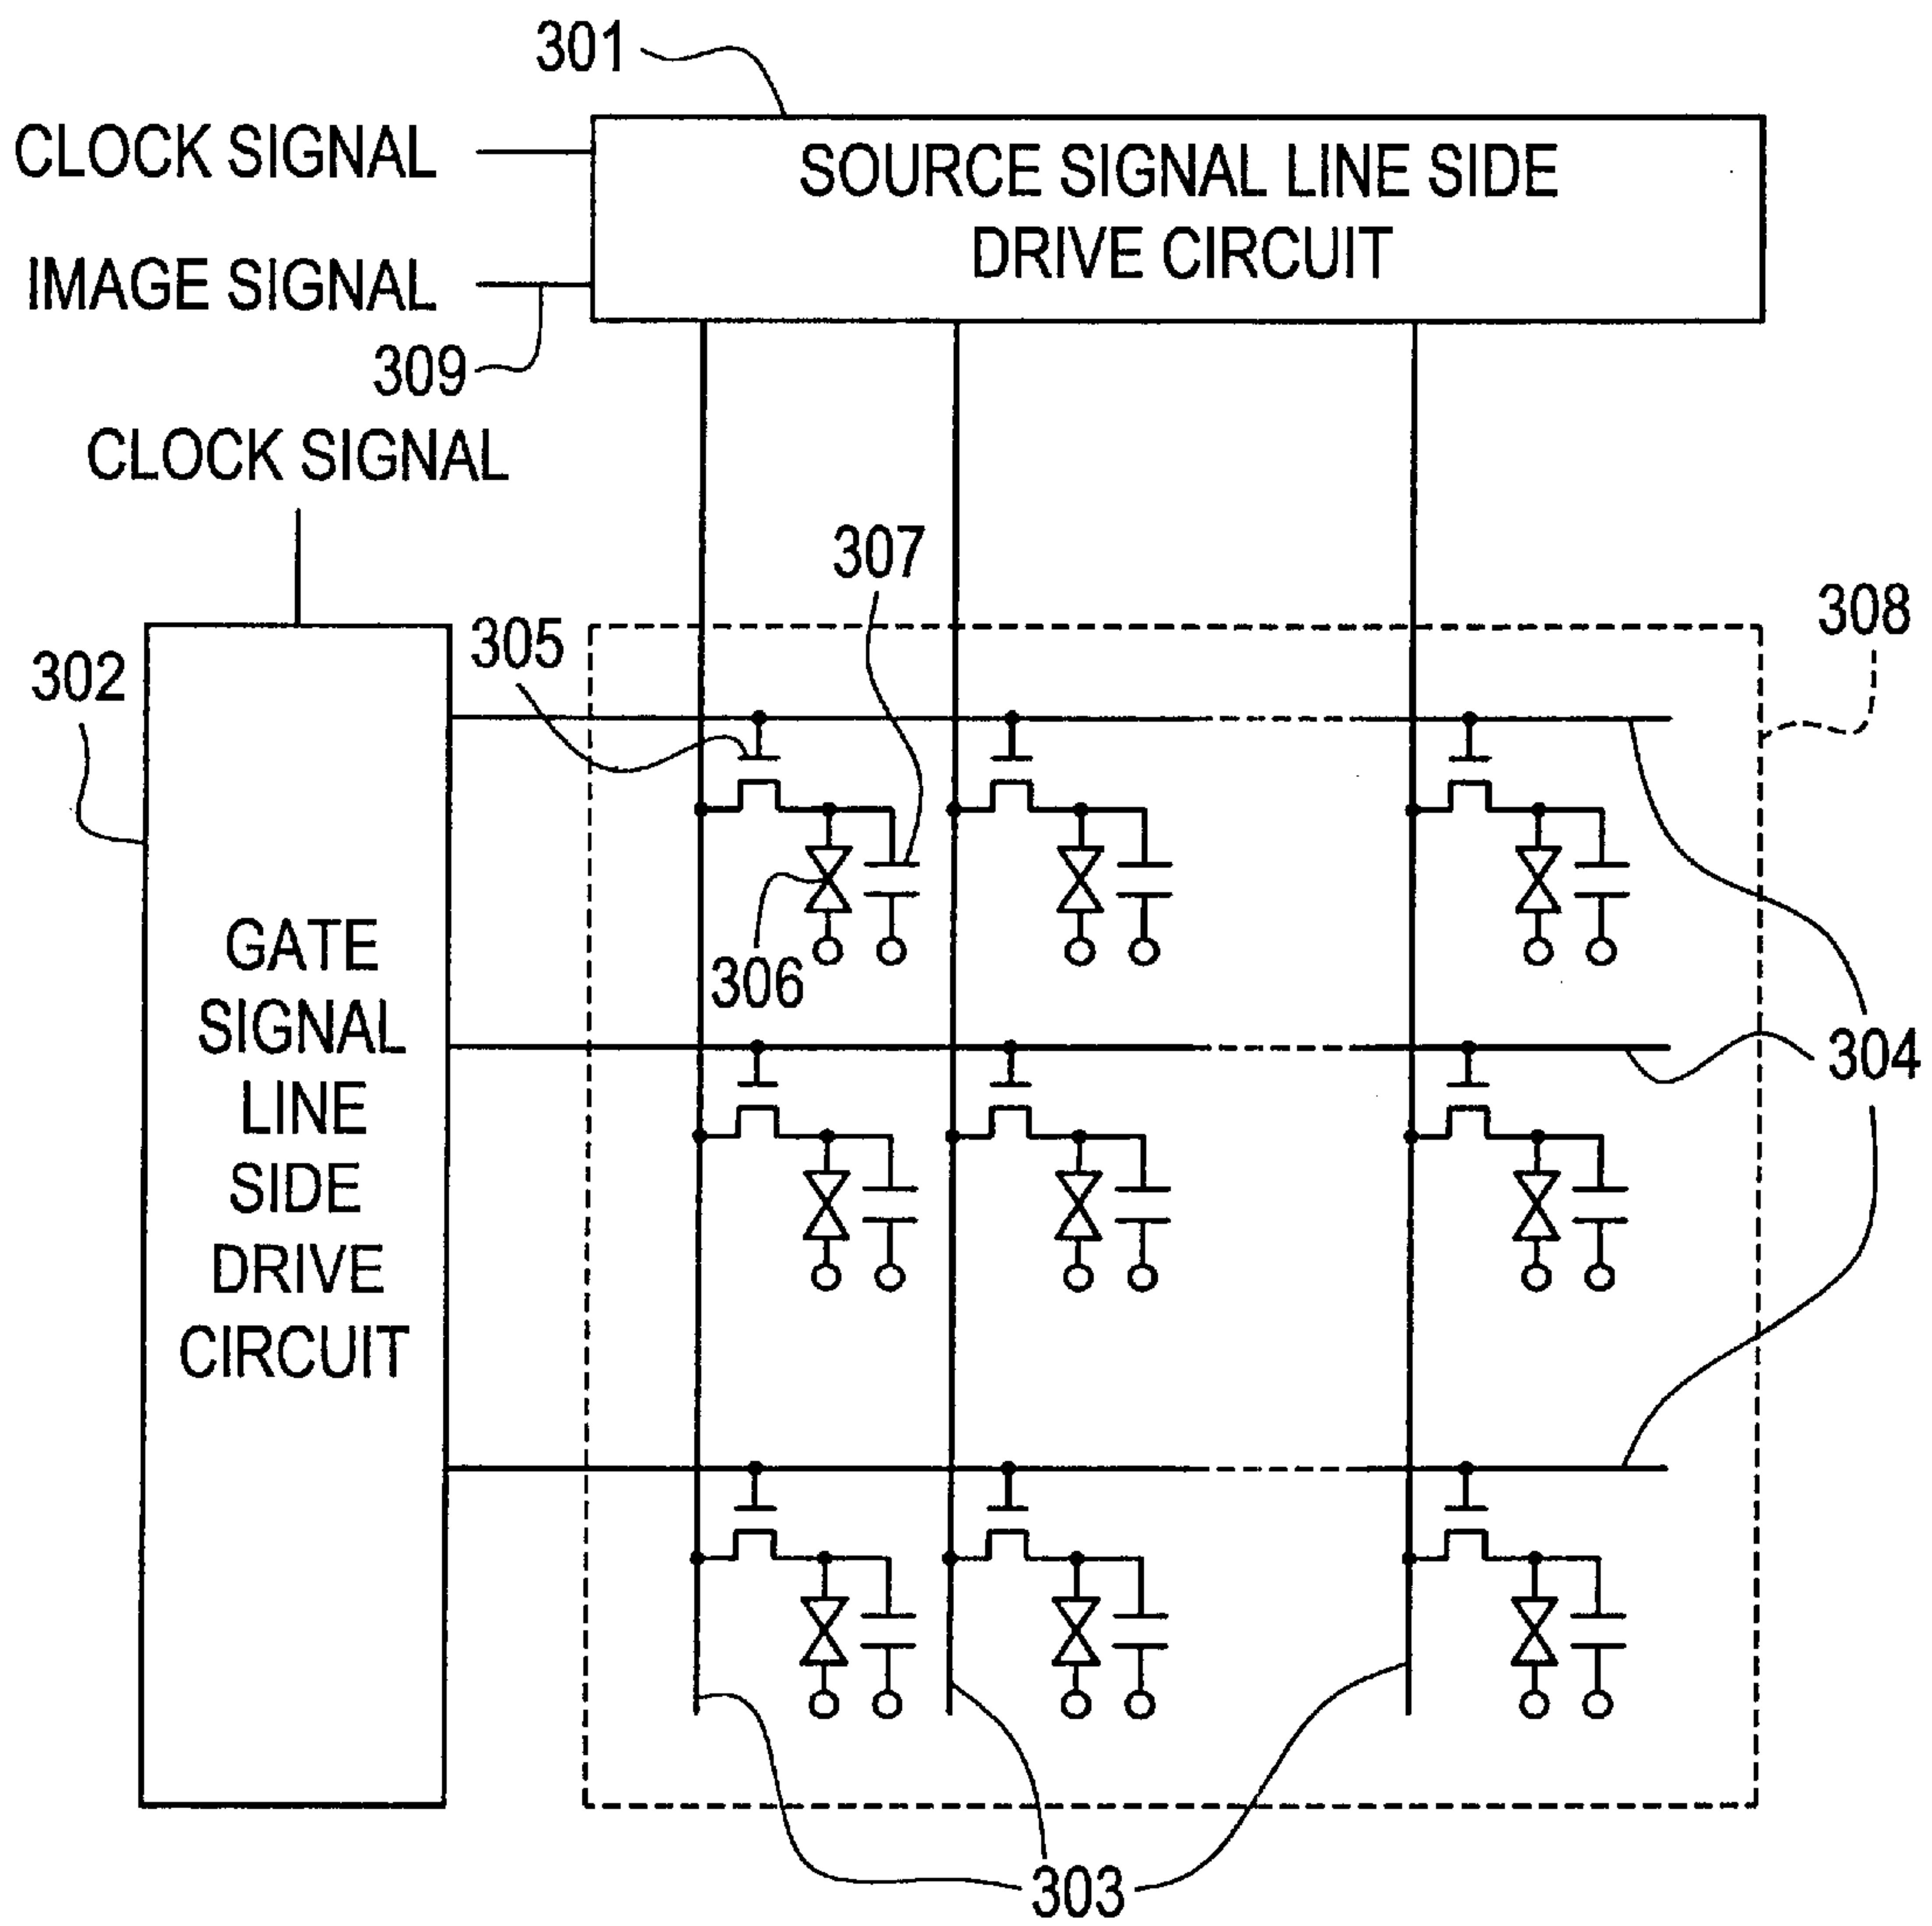 301
CLOCK SIGNAL
SOURCE SIGNAL LINE SIDE
DRIVE CIRCUIT
IMAGE SIGNAL
309
CLOCK SIGNAL
307
308
305
302
306
GATE
SIGNAL
LINE
SIDE
DRIVE
CIRCUIT
304
303